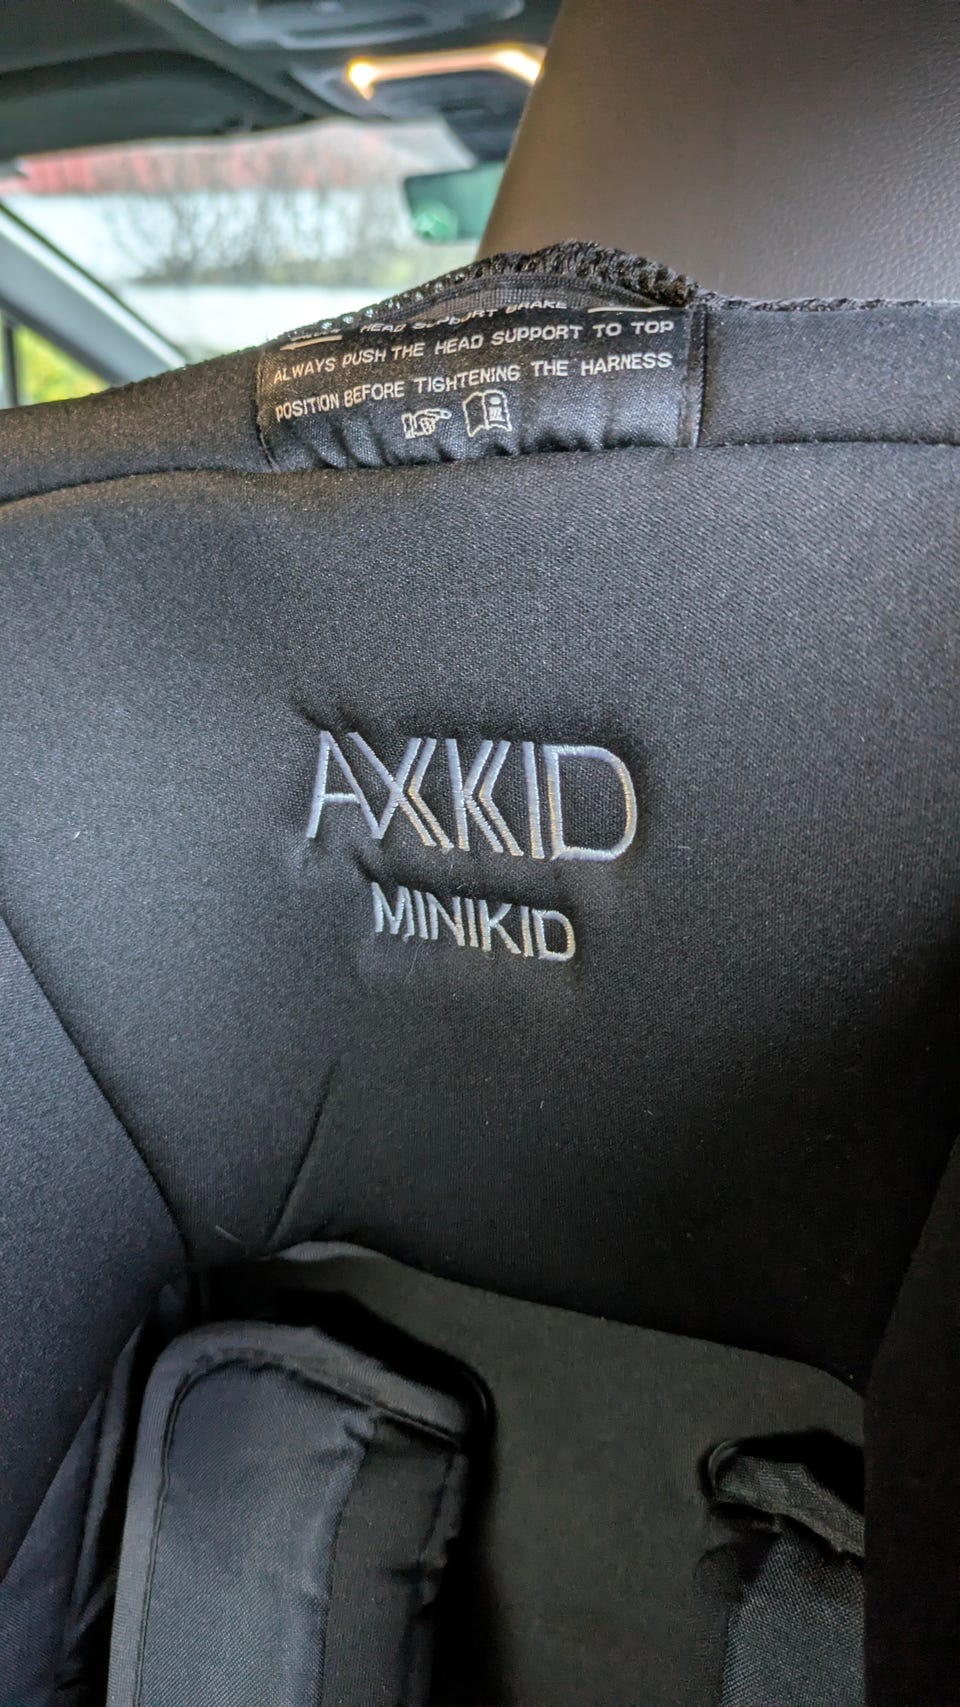 HEAD SUPPORT BRAKE
ALWAYS PUSH THE HEAD SUPPORT TO TOP
POSITION BEFORE TIGHTENING THE HARNESS
AXKID
MINIKID